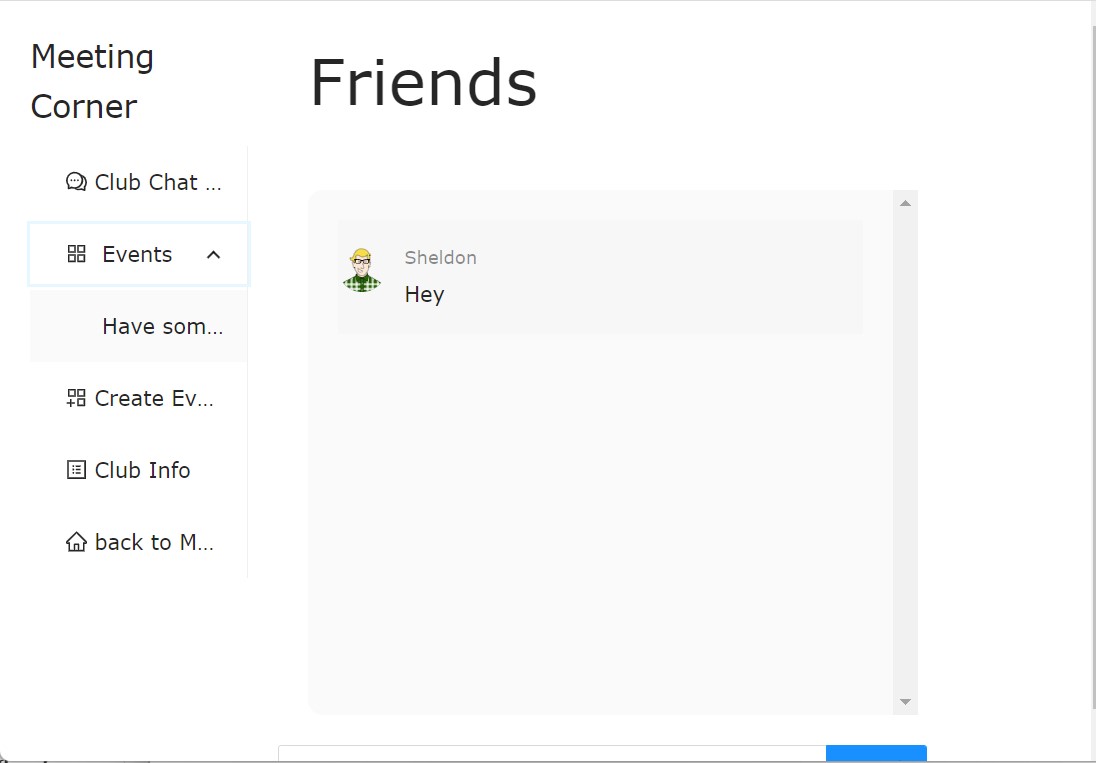 Meeting
Corner
Club Chat ...
Events
Have som...
Create Ev...
Club Info
back to M...
Friends
Sheldon
Hey